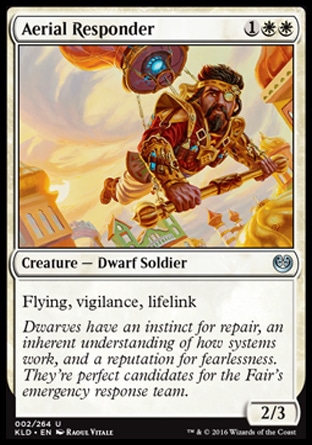 Aerial Responder 1
Creature — Dwarf Soldier
Flying, vigilance, lifelink
Dwarves have an instinct for repair, an
inherent understanding of how systems
work, and a reputation for fearlessness.
They're perfect candidates for the Fair's
emergency response team.
2/3
002/264 U
KLD • EN Raoul Vitale
™ & © 2016 Wizards of the Coast